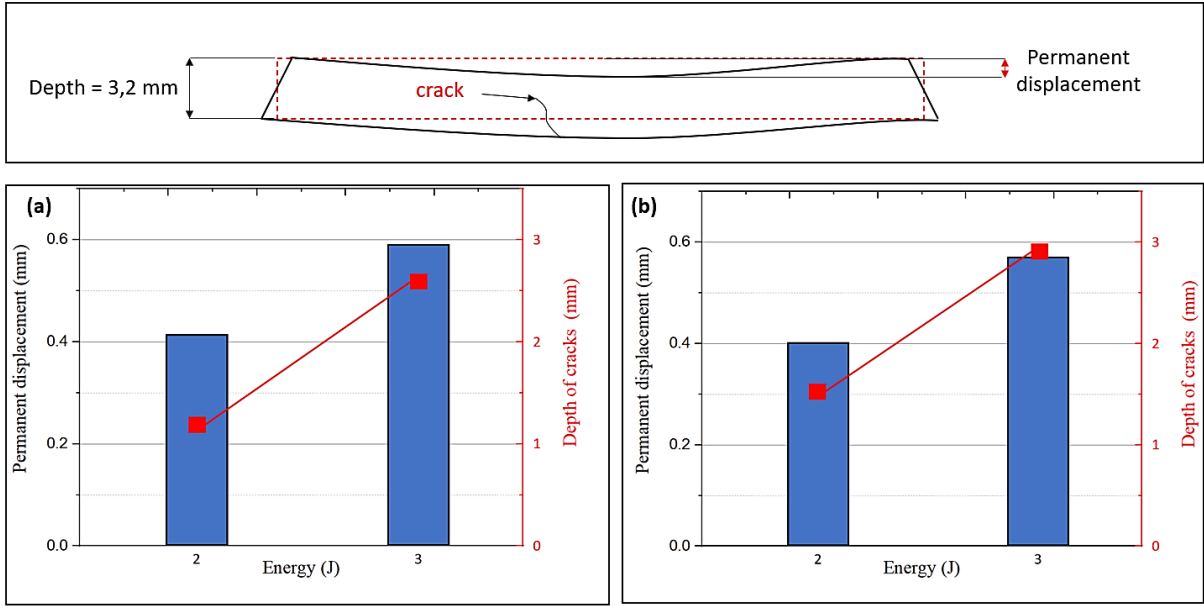 Depth = 3,2 mm
crack
Permanent
displacement
(a)
Permanent displacement (mm)
0.6
0.4
0.2
0.0
2
3
Energy (J)
3
2
1
0
Depth of cracks (mm)
(b)
Permanent displacement (mm)
0.6
0.4
0.2
0.0
2
3
Energy (J)
3
2
1
0
Depth of cracks (mm)